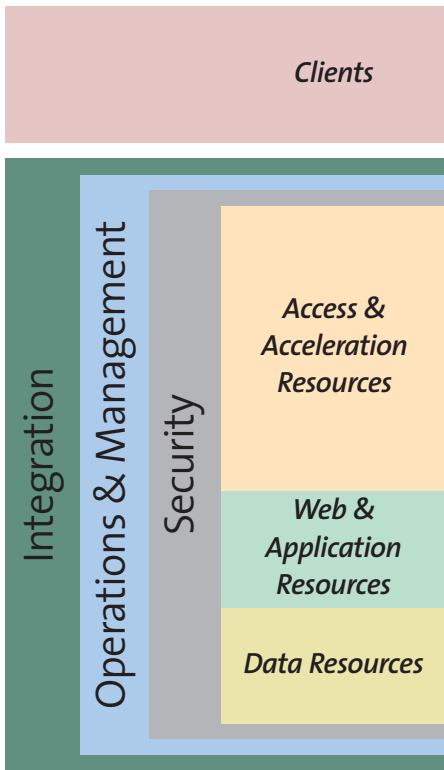 Clients
Integration
Operations & Management
Security
Access &
Acceleration
Resources
Web &
Application
Resources
Data Resources